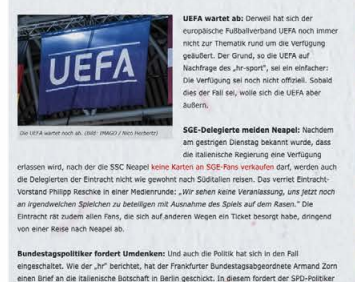 UEFA wartet ab: Derweil hat sich der
europäische Fußballverband UEFA noch immer
nicht zur Thematik rund um die Verfügung
geäußert. Der Grund, so die UEFA auf
Nachfrage des „hr-sport“, sei ein einfacher:
Die Verfügung sei noch nicht offiziell. Sobald
dies der Fall sei, wolle sich die UEFA aber
äußern.
UEFA
Die UEFA wartet noch ab. (Bild: IMAGO / Nico Herbertz)
SGE-Delegierte meiden Neapel: Nachdem
am gestrigen Dienstag bekannt wurde, dass
die italienische Regierung eine Verfügung
erlassen wird, nach der die SSC Neapel keine Karten an SGE-Fans verkaufen darf, werden auch
die Delegierten der Eintracht nicht wie gewohnt nach Süditalien reisen. Das verriet Eintracht-
Vorstand Philipp Reschke in einer Medienrunde: „Wir sehen keine Veranlassung, uns jetzt noch
an irgendwelchen Spielchen zu beteiligen mit Ausnahme des Spiels auf dem Rasen.“ Die
Eintracht rät zudem allen Fans, die sich auf anderen Wegen ein Ticket besorgt habe, dringend
von einer Reise nach Neapel ab.
Bundestagspolitiker fordert Umdenken: Und auch die Politik hat sich in den Fall
eingeschaltet. Wie der „hr“ berichtet, hat der Frankfurter Bundestagsabgeordnete Armand Zorn
einen Brief an die italienische Botschaft in Berlin geschickt. In diesem fordert der SPD-Politiker